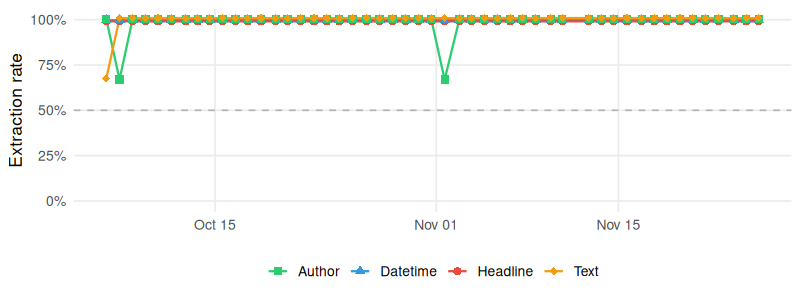 Extraction rate
100%
75%
50%
25%
0%
Oct 15 Nov 01 Nov 15
Author Datetime Headline Text